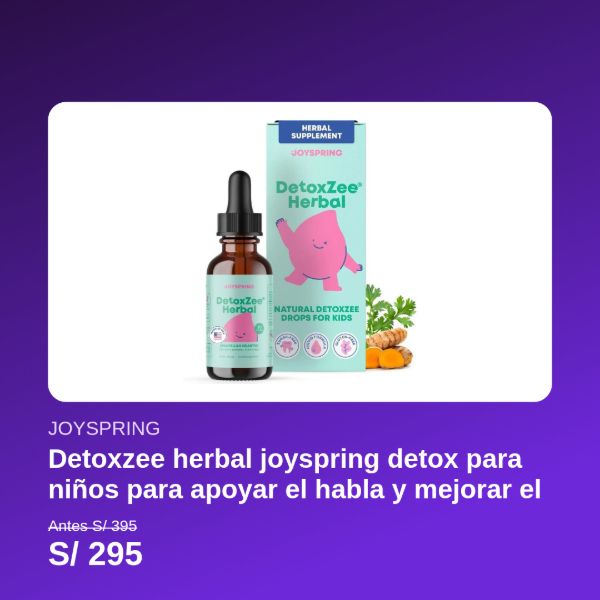 HERBAL
SUPPLEMENT
JOYSPRING
DetoxZee®
Herbal
NATURAL DETOXZEE
DROPS FOR KIDS
JOYSPRING
DetoxZee®
Herbal
JOYSPRING
Detoxzee herbal joyspring detox para
niños para apoyar el habla y mejorar el
Antes S/ 395
S/ 295